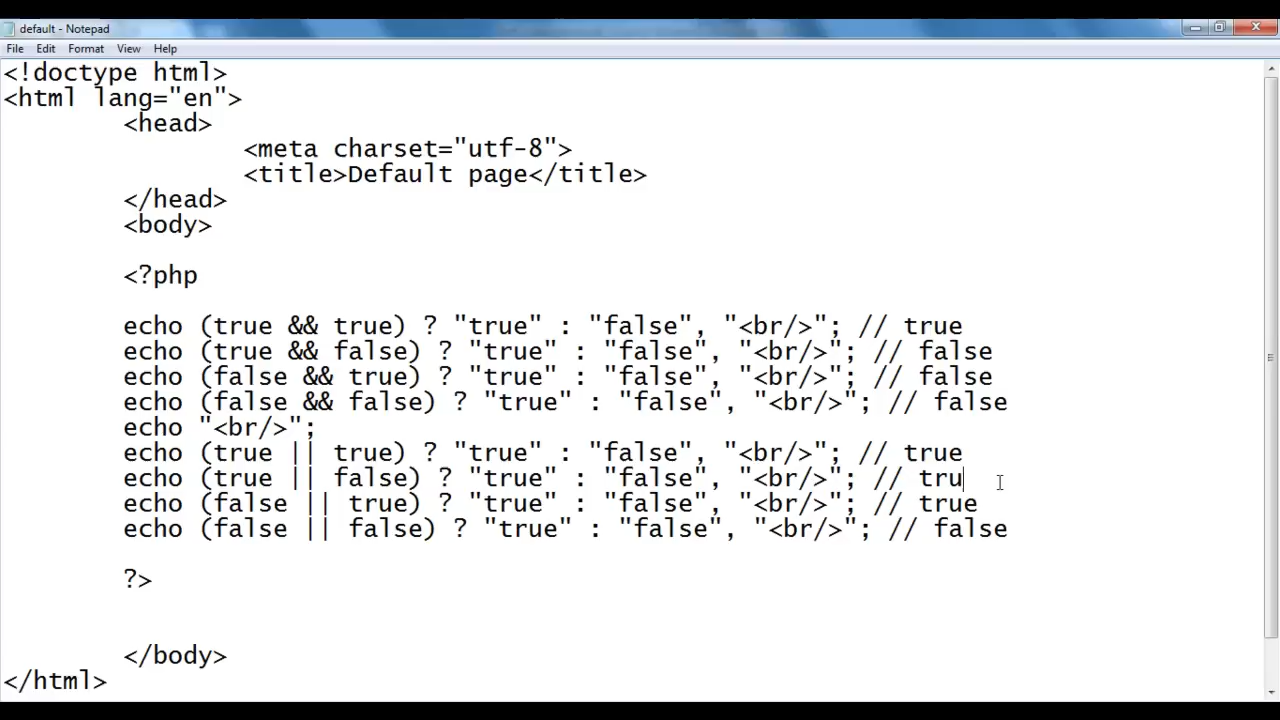 default - Notepad
File Edit Format View Help
<!doctype html>
<html lang="en">
<head>
<meta charset="utf-8">
<title>Default page</title>
</head>
<body>
<?php
echo (true && true) ? "true" : "false", "<br/>"; // true
echo (true && false) ? "true" : "false", "<br/>"; // false
echo (false && true) ? "true" : "false", "<br/>"; // false
echo (false && false) ? "true" : "false", "<br/>"; // false
echo "<br/>";
echo (true || true) ? "true" : "false", "<br/>"; // true
echo (true || false) ? "true" : "false", "<br/>"; // tru
echo (false || true) ? "true" : "false", "<br/>"; // true
echo (false || false) ? "true" : "false", "<br/>"; // false
?>
</body>
</html>